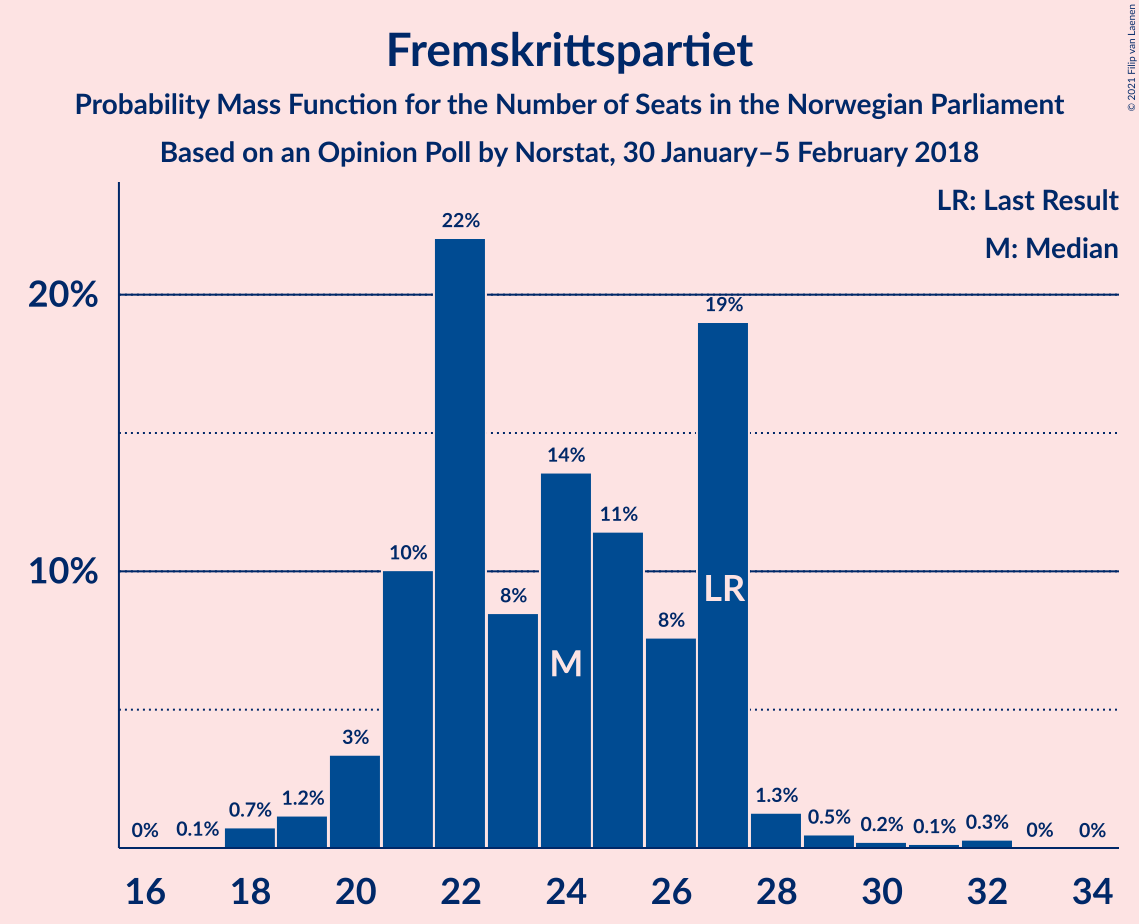 Fremskrittspartiet
Probability Mass Function for the Number of Seats in the Norwegian Parliament
Based on an Opinion Poll by Norstat, 30 January–5 February 2018
© 2021 Filip van Laenen
LR: Last Result
M: Median
20%
10%
0%
0.1%
0.7%
1.2%
3%
10%
22%
8%
14%
11%
8%
19%
1.3%
0.5%
0.2%
0.1%
0.3%
0%
0%
M
LR
16 18 20 22 24 26 28 30 32 34